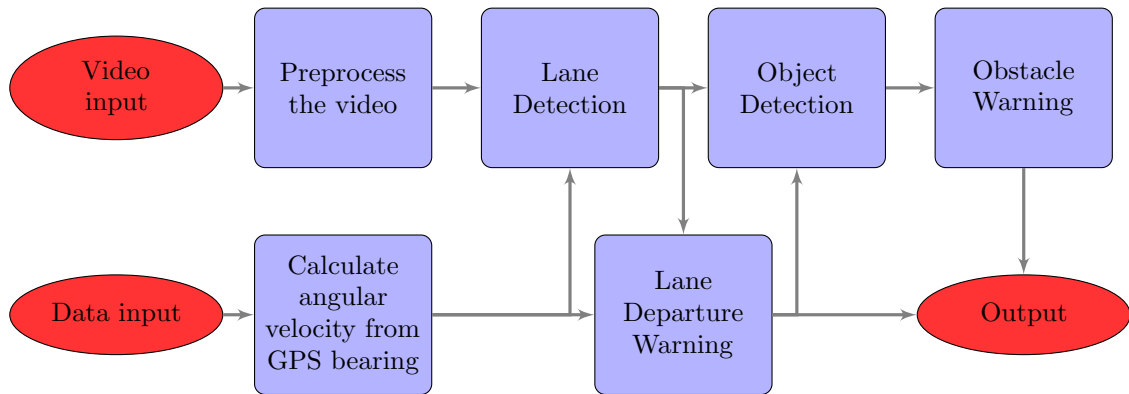 Video
input
Preprocess
the video
Lane
Detection
Object
Detection
Obstacle
Warning
Data input
Calculate
angular
velocity from
GPS bearing
Lane
Departure
Warning
Output